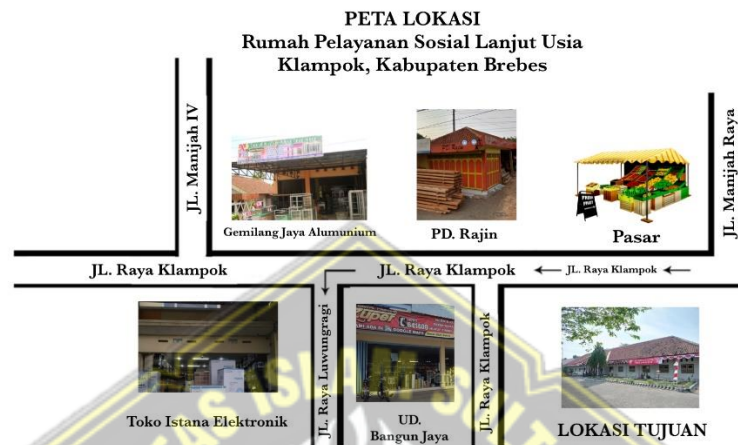 PETA LOKASI
Rumah Pelayanan Sosial Lanjut Usia
Klampok, Kabupaten Brebes
JL. Manijah IV
JL. Manijah Raya
Gemilang Jaya Alumunium
PD. Rajin
Pasar
JL. Raya Klampok
JL. Raya Klampok
JL. Raya Klampok
JL. Raya Luwungragi
JL. Raya Klampok
Toko Istana Elektronik
UD.
Bangun Jaya
LOKASI TUJUAN